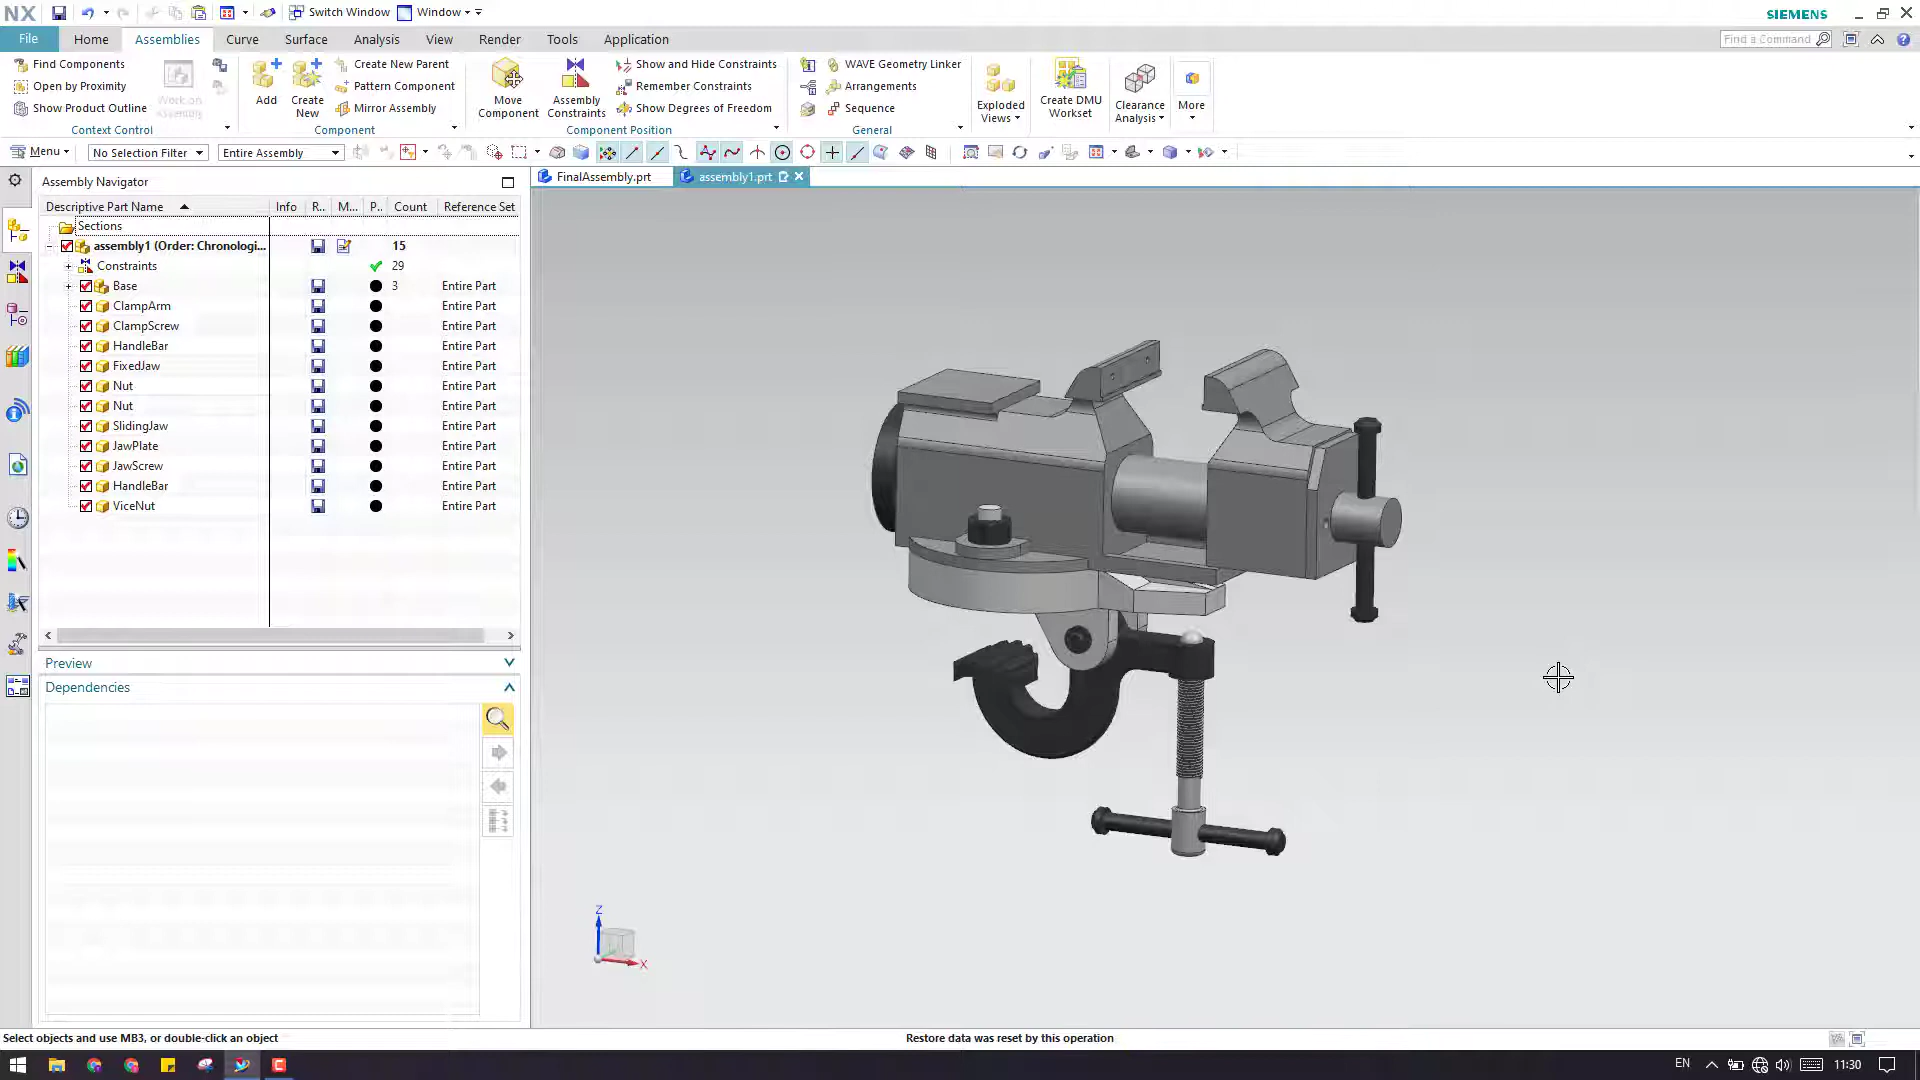 NX
Switch Window
Window
SIEMENS
File
Home
Assemblies
Curve
Surface
Analysis
View
Render
Tools
Application
Find a Command
Find Components
Open by Proximity
Show Product Outline
Work on
Assembly
Context Control
Add
Create
New
Create New Parent
Pattern Component
Mirror Assembly
Component
Move
Component
Assembly
Constraints
Show and Hide Constraints
Remember Constraints
Show Degrees of Freedom
Component Position
WAVE Geometry Linker
Arrangements
Sequence
General
Exploded
Views
Create DMU
Workset
Clearance
Analysis
More
Menu
No Selection Filter
Entire Assembly
Assembly Navigator
FinalAssembly.prt
assembly1.prt
Descriptive Part Name
Info
R..
M...
P..
Count
Reference Set
Sections
assembly1 (Order: Chronologi...
15
Constraints
29
Base
3
Entire Part
ClampArm
Entire Part
ClampScrew
Entire Part
HandleBar
Entire Part
FixedJaw
Entire Part
Nut
Entire Part
Nut
Entire Part
SlidingJaw
Entire Part
JawPlate
Entire Part
JawScrew
Entire Part
HandleBar
Entire Part
ViceNut
Entire Part
Preview
Dependencies
Z
X
Select objects and use MB3, or double-click an object
Restore data was reset by this operation
EN
11:30